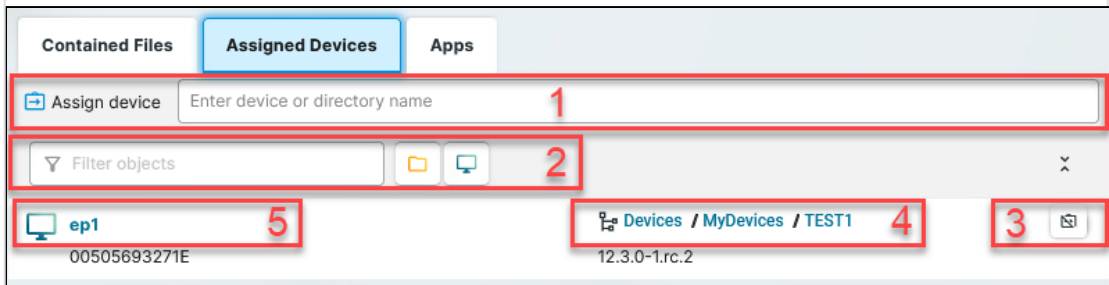 Contained Files Assigned Devices Apps
Assign device Enter device or directory name 1
Filter objects 2
ep1 5 Devices / MyDevices / TEST1 4 3
00505693271E 12.3.0-1.rc.2